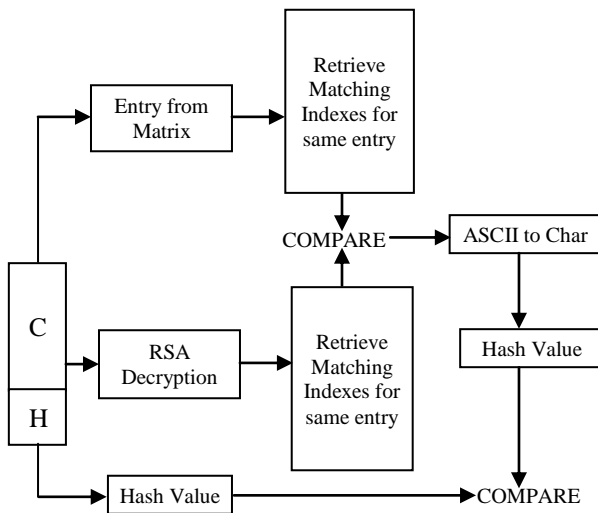 Retrieve
Matching
Indexes for
same entry
Entry from
Matrix
COMPARE
ASCII to Char
C
RSA
Decryption
Retrieve
Matching
Indexes for
same entry
Hash Value
H
Hash Value
COMPARE